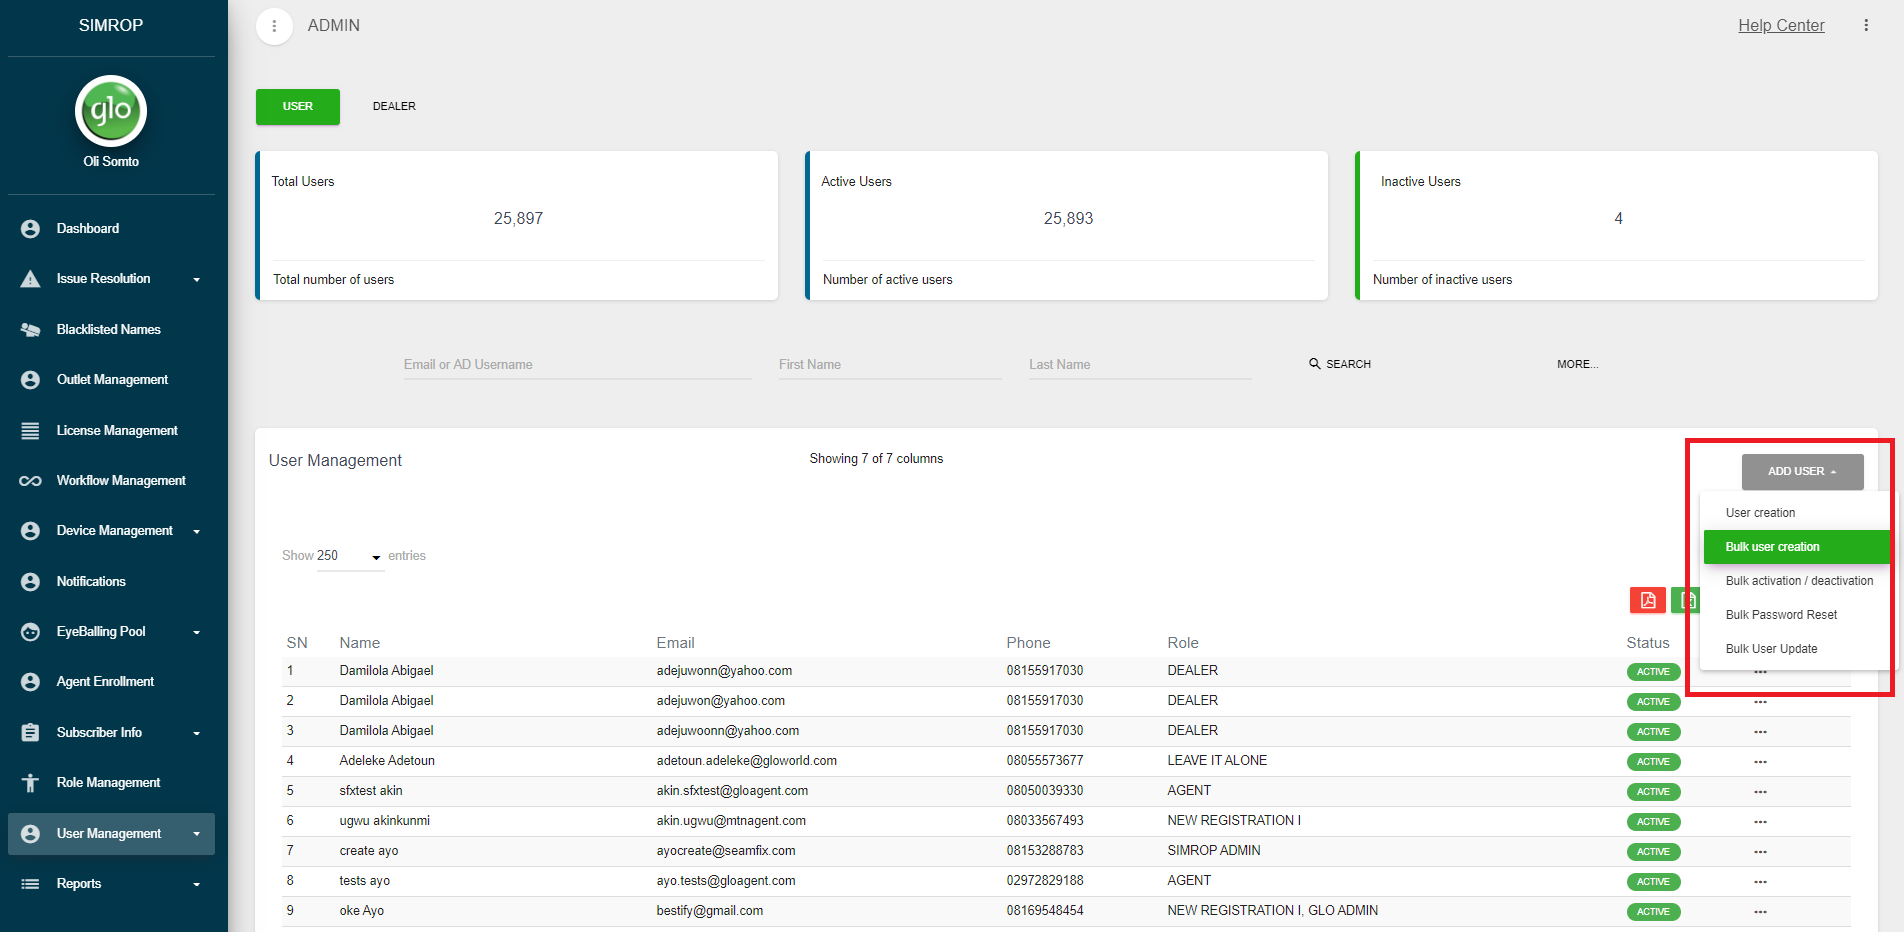 SIMROP
glo
Oli Somto
Dashboard
Issue Resolution
Blacklisted Names
Outlet Management
License Management
Workflow Management
Device Management
Notifications
EyeBalling Pool
Agent Enrollment
Subscriber Info
Role Management
User Management
Reports
ADMIN
Help Center
USER DEALER
Total Users
25,897
Total number of users
Active Users
25,893
Number of active users
Inactive Users
4
Number of inactive users
Email or AD Username First Name Last Name SEARCH MORE...
User Management Showing 7 of 7 columns
ADD USER
User creation
Bulk user creation
Bulk activation / deactivation
Bulk Password Reset
Bulk User Update
Show 250 entries
SN Name Email Phone Role Status
1 Damilola Abigael adejuwonn@yahoo.com 08155917030 DEALER ACTIVE ...
2 Damilola Abigael adejuwon@yahoo.com 08155917030 DEALER ACTIVE ...
3 Damilola Abigael adejuwoonn@yahoo.com 08155917030 DEALER ACTIVE ...
4 Adeleke Adetoun adetoun.adeleke@gloworld.com 08055573677 LEAVE IT ALONE ACTIVE ...
5 sfxtest akin akin.sfxtest@gloagent.com 08050039330 AGENT ACTIVE ...
6 ugwu akinkunmi akin.ugwu@mtnagent.com 08033567493 NEW REGISTRATION I ACTIVE ...
7 create ayo ayocreate@seamfix.com 08153288783 SIMROP ADMIN ACTIVE ...
8 tests ayo ayo.tests@gloagent.com 02972829188 AGENT ACTIVE ...
9 oke Ayo bestify@gmail.com 08169548454 NEW REGISTRATION I, GLO ADMIN ACTIVE ...